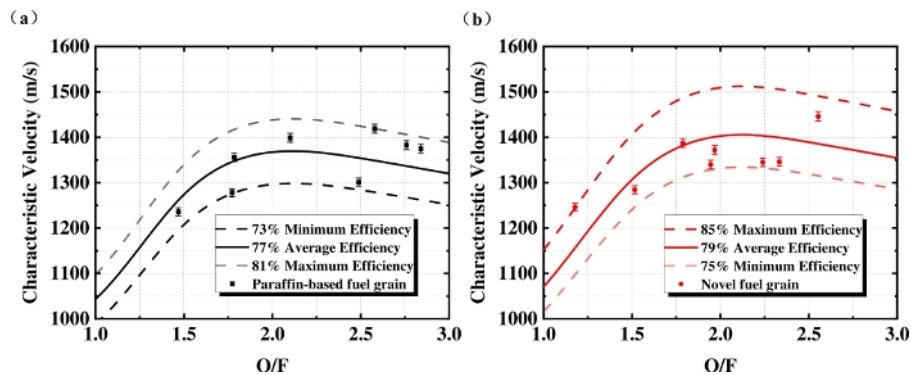 (a)
1600
1500
1400
1300
1200
1100
1000
Characteristic Velocity (m/s)
73% Minimum Efficiency
77% Average Efficiency
81% Maximum Efficiency
Paraffin-based fuel grain
1.0 1.5 2.0 2.5 3.0
O/F
(b)
1600
1500
1400
1300
1200
1100
1000
Characteristic Velocity (m/s)
85% Maximum Efficiency
79% Average Efficiency
75% Minimum Efficiency
Novel fuel grain
1.0 1.5 2.0 2.5 3.0
O/F